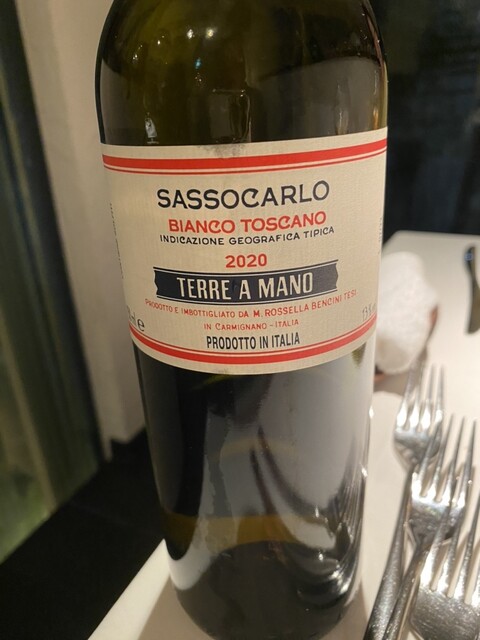 SASSOCARLO
BIANCO TOSCANO
INDICAZIONE GEOGRAFICA TIPICA
2020
TERRE A MANO
PRODOTTO E IMBOTTIGLIATO DA M. ROSSELLA BENCINI TESI
IN CARMIGNANO - ITALIA
PRODOTTO IN ITALIA